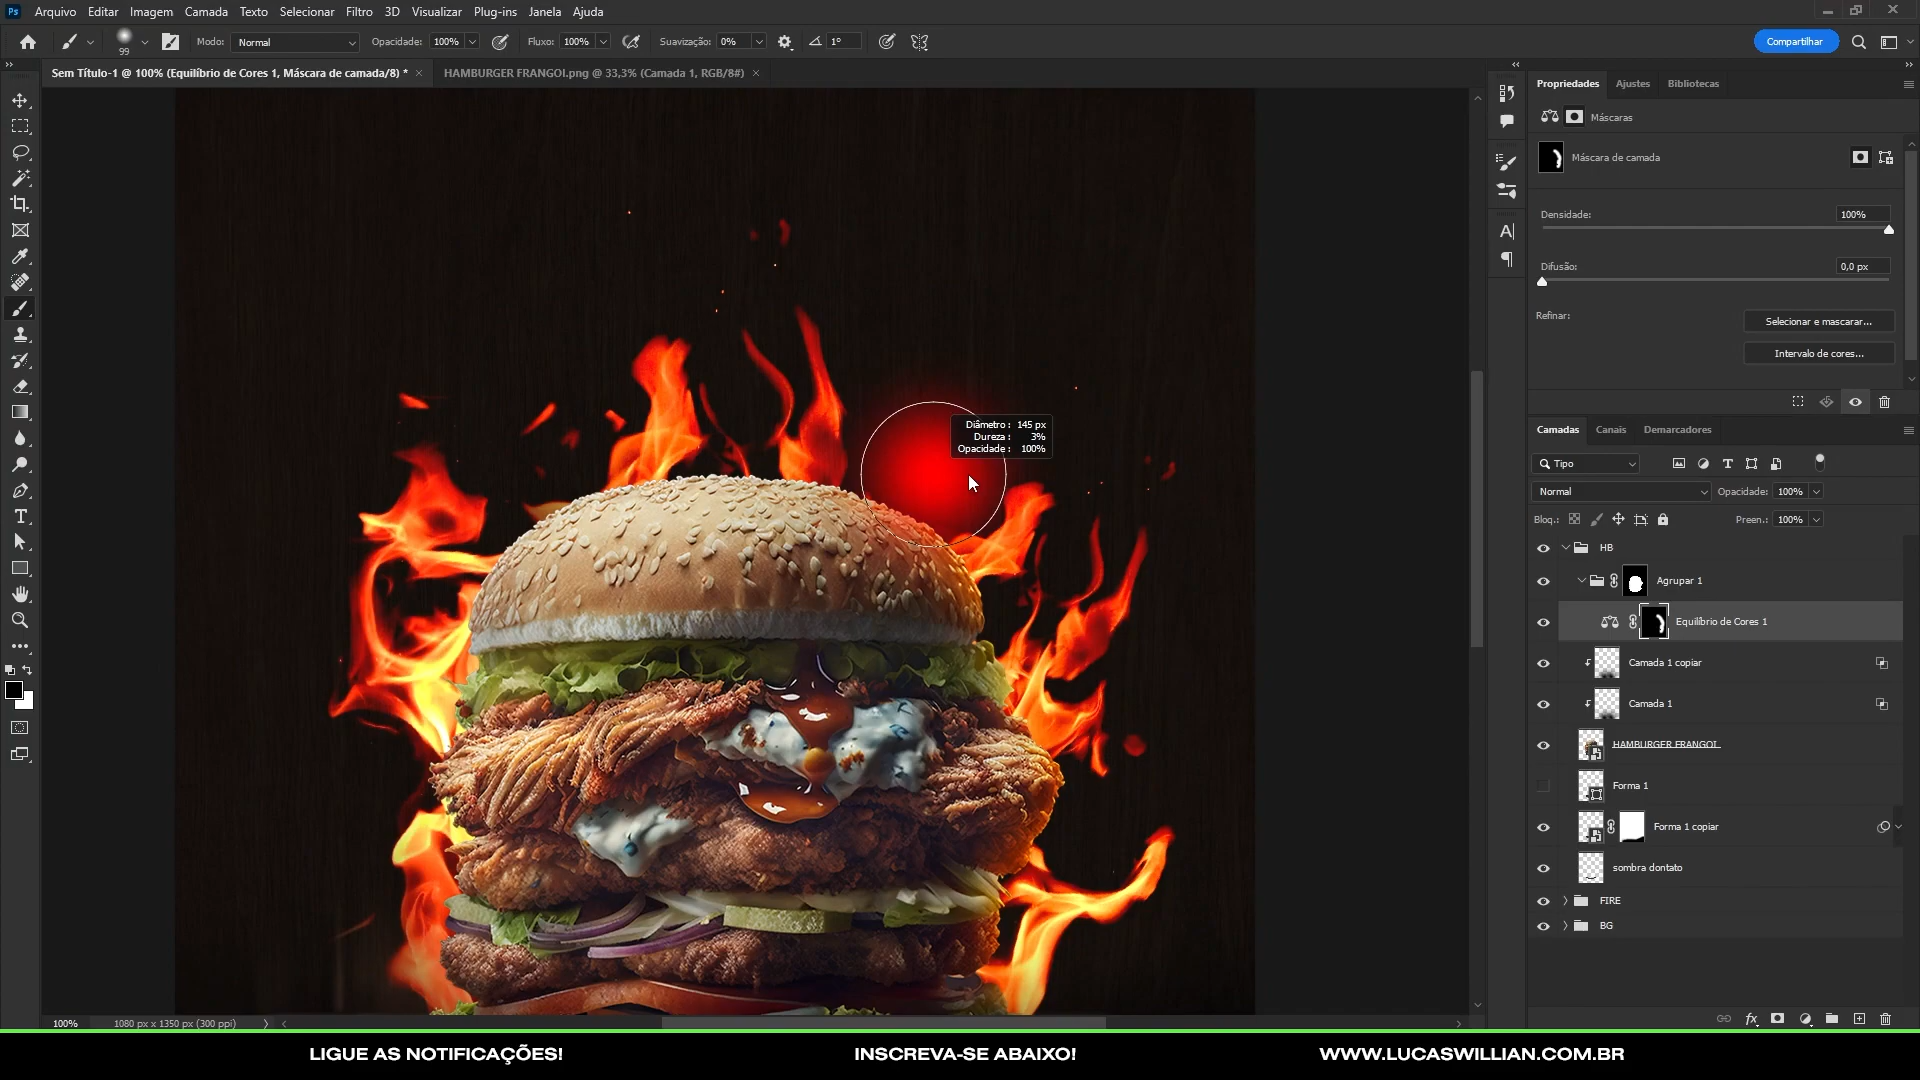 Ps Arquivo Editar Imagem Camada Texto Selecionar Filtro 3D Visualizar Plug-ins Janela Ajuda
99 Modo: Normal Opacidade: 100% Fluxo: 100% Suavização: 0% 1° Compartilhar
Sem Título-1 @ 100% (Equilíbrio de Cores 1, Máscara de camada/8) * × HAMBURGER FRANGOI.png @ 33,3% (Camada 1, RGB/8#) ×
Propriedades Ajustes Bibliotecas
Máscaras
Máscara de camada
Densidade: 100%
Difusão: 0,0 px
Refinar:
Selecionar e mascarar...
Intervalo de cores...
Diâmetro : 145 px
Dureza : 3%
Opacidade : 100%
Camadas Canais Demarcadores
Tipo
Normal Opacidade: 100%
Bloq.: Preen.: 100%
HB
Agrupar 1
Equilíbrio de Cores 1
Camada 1 copiar
Camada 1
HAMBURGER FRANGOI
Forma 1
Forma 1 copiar
sombra dontato
FIRE
BG
100% 1080 px x 1350 px (300 ppi)
LIGUE AS NOTIFICAÇÕES! INSCREVA-SE ABAIXO! WWW.LUCASWILLIAN.COM.BR